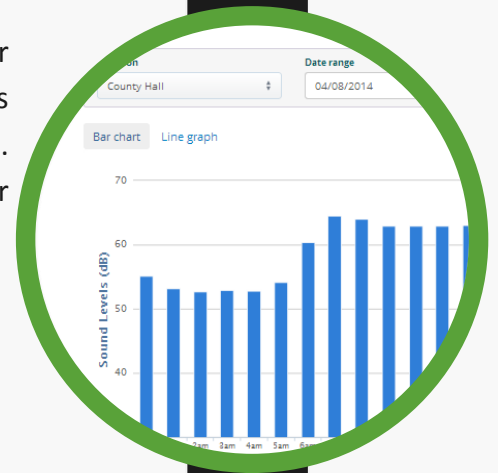 r
s
.
r
Date range
County Hall
04/08/2014
Bar chart
Line graph
70
60
50
40
Sound Levels (dB)
3am 4am 5am